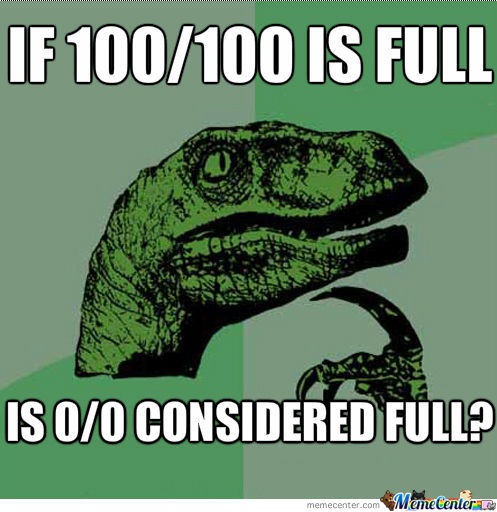 IF 100/100 IS FULL
IS 0/0 CONSIDERED FULL?
memecenter.com MemeCenter